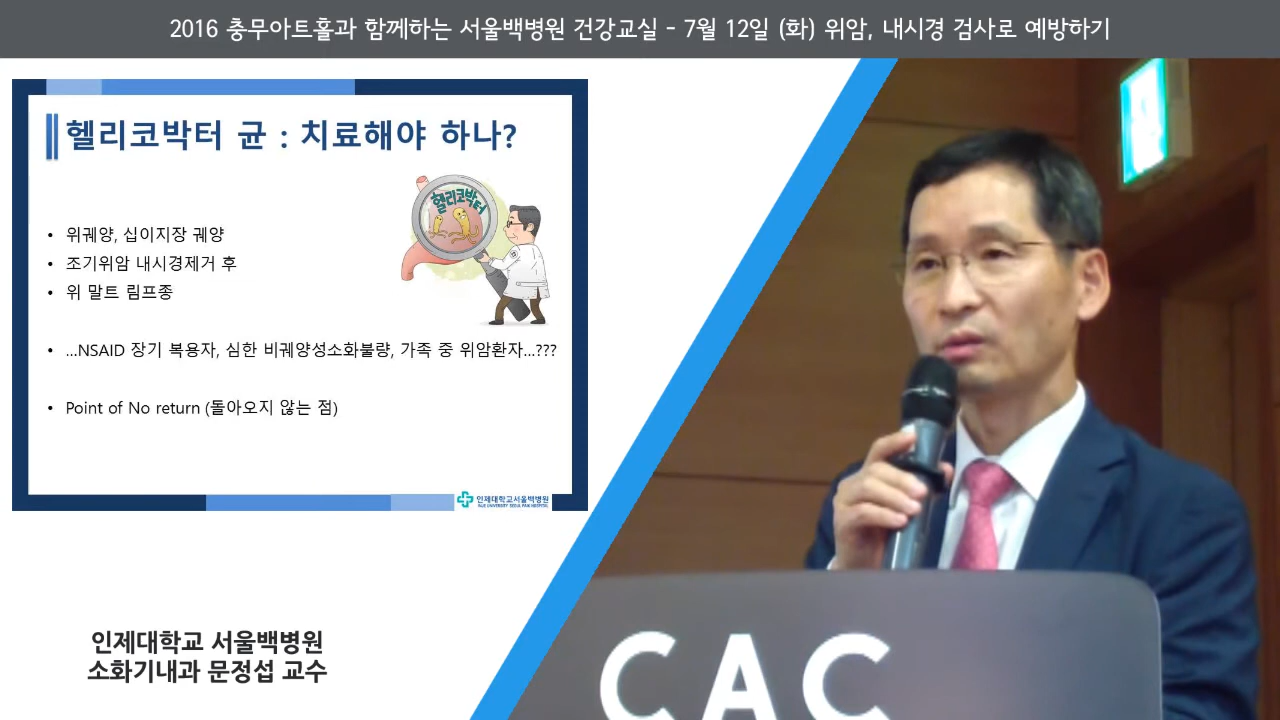 2016 충무아트홀과 함께하는 서울백병원 건강교실 - 7월 12일 (화) 위암, 내시경 검사로 예방하기
헬리코박터 균 : 치료해야 하나?
헬리코박터
• 위궤양, 십이지장 궤양
• 조기위암 내시경제거 후
• 위 말트 림프종
• ...NSAID 장기 복용자, 심한 비궤양성소화불량, 가족 중 위암환자...???
• Point of No return (돌아오지 않는 점)
인제대학교서울백병원
INJE UNIVERSITY SEOUL PAIK HOSPITAL
인제대학교 서울백병원
소화기내과 문정섭 교수
CAC